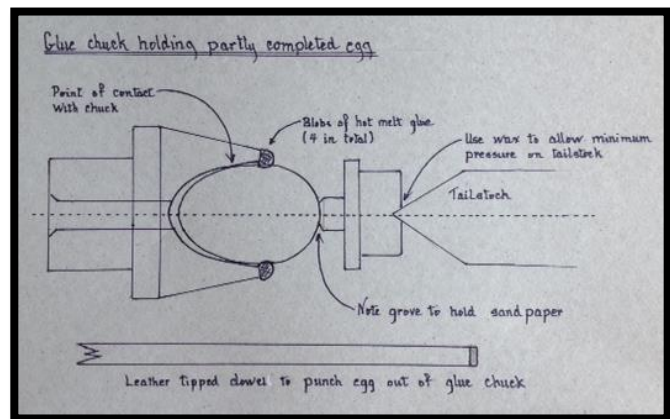 Glue chuck holding partly completed egg
Point of contact
with chuck
Blobs of hot melt glue
(4 in total)
Use wax to allow minimum
pressure on tailstock
Tailstock
Note grove to hold sand paper
Leather tipped dowel to punch egg out of glue chuck